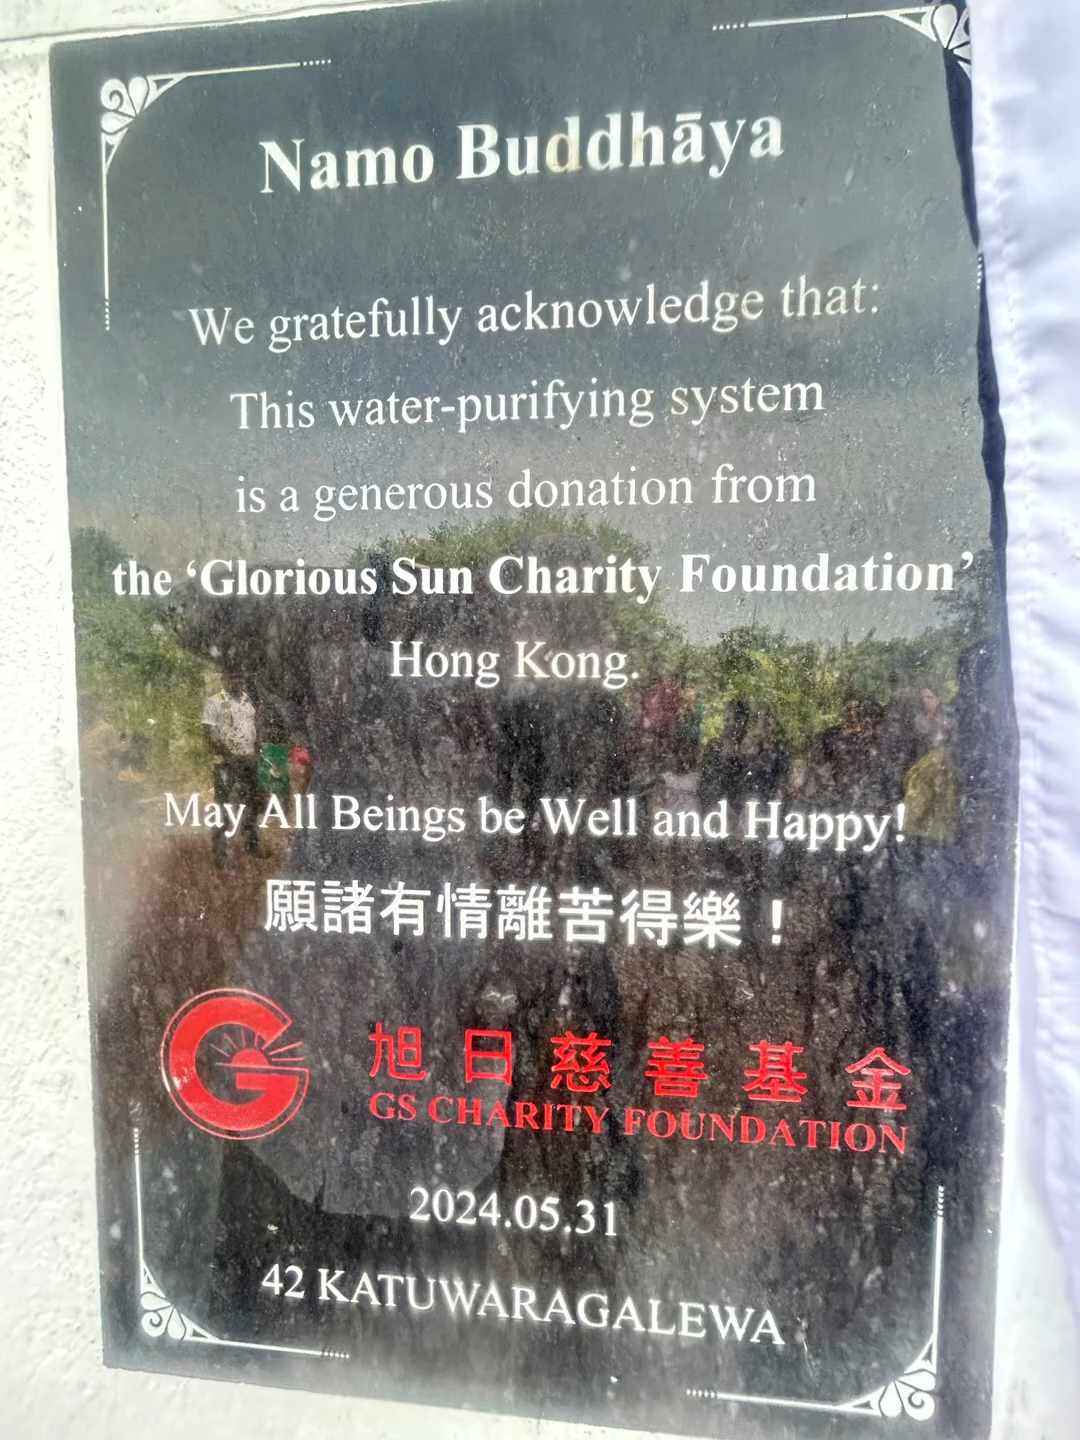 Namo Buddhāya
We gratefully acknowledge that:
This water-purifying system
is a generous donation from
the ‘Glorious Sun Charity Foundation’
Hong Kong.
May All Beings be Well and Happy!
願諸有情離苦得樂！
旭日慈善基金
GS CHARITY FOUNDATION
2024.05.31
42 KATUWARAGALEWA